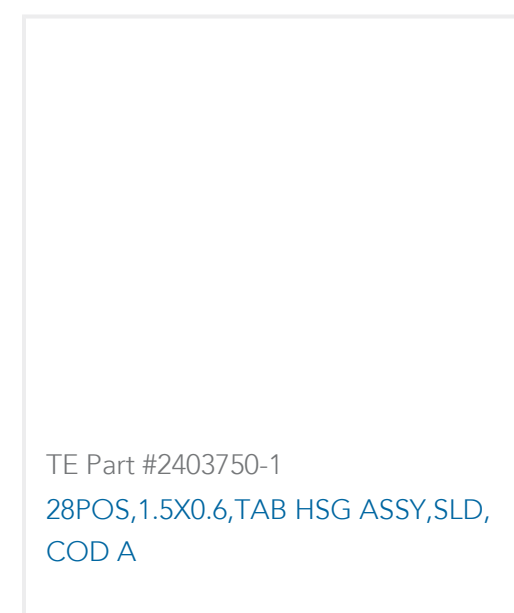 TE Part #2403750-1
28POS,1.5X0.6,TAB HSG ASSY,SLD,
COD A